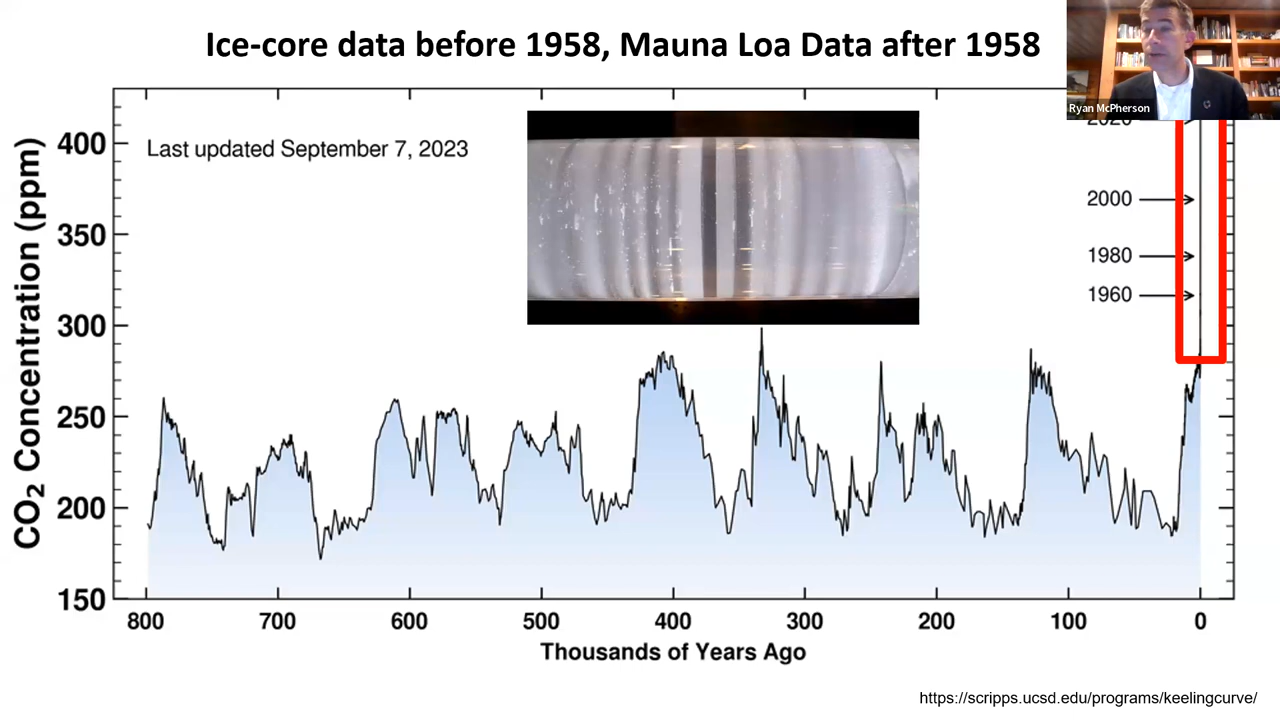 Ice-core data before 1958, Mauna Loa Data after 1958
Ryan McPherson
Last updated September 7, 2023
CO2 Concentration (ppm)
400
350
300
250
200
150
2020
2000
1980
1960
800 700 600 500 400 300 200 100 0
Thousands of Years Ago
https://scripps.ucsd.edu/programs/keelingcurve/